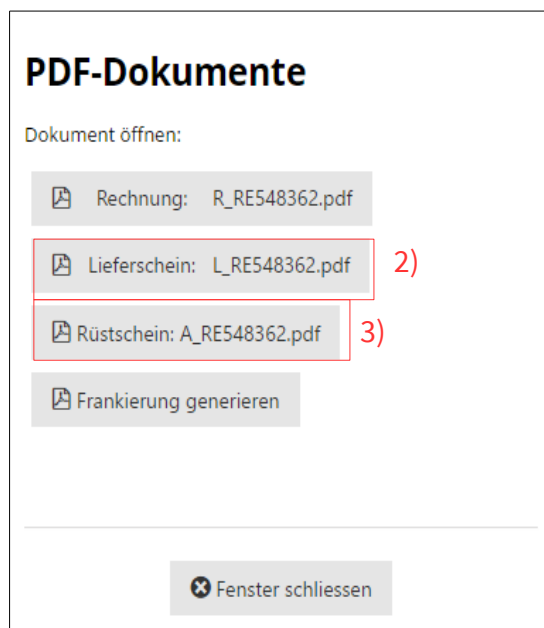 PDF-Dokumente
Dokument öffnen:
Rechnung: R_RE548362.pdf
Lieferschein: L_RE548362.pdf 2)
Rüstschein: A_RE548362.pdf 3)
Frankierung generieren
Fenster schliessen